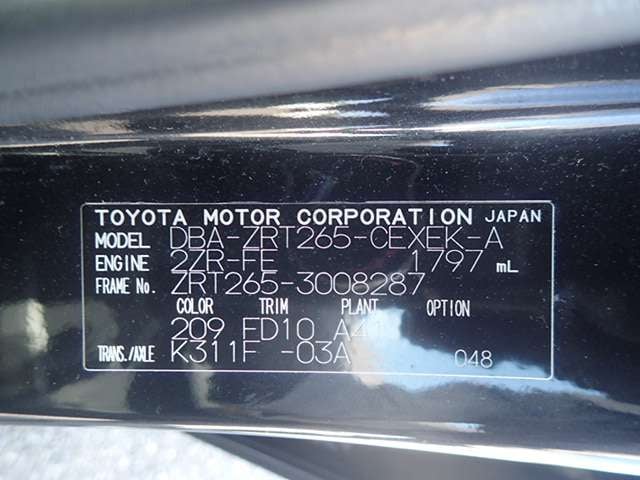 TOYOTA MOTOR CORPORATION JAPAN
MODEL DBA-ZRT265-CEXEK-A
ENGINE 2ZR-FE 1797 mL
FRAME No. ZRT265-3008287
COLOR TRIM PLANT OPTION
209 FD10 A41
TRANS./AXLE K311F -03A 048